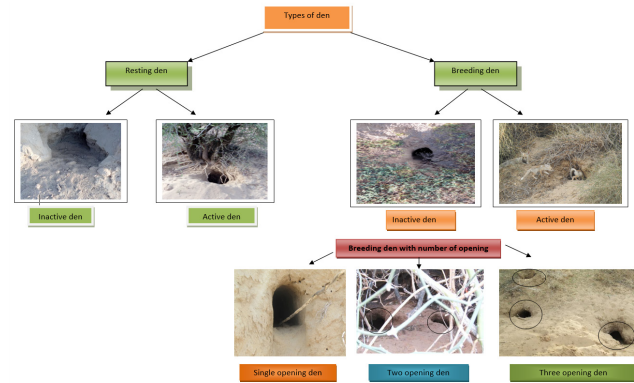 Types of den
Resting den
Breeding den
Inactive den
Active den
Inactive den
Active den
Breeding den with number of opening
Single opening den
Two opening den
Three opening den